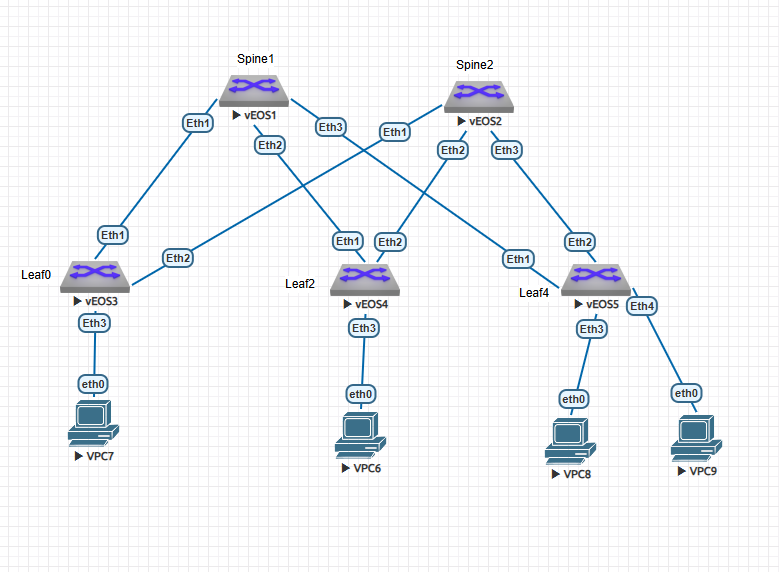 Spine1
Spine2
vEOS1
vEOS2
Eth1
Eth2
Eth3
Eth1
Eth2
Eth3
Eth1
Eth2
Eth1
Eth2
Eth1
Eth2
Leaf0
vEOS3
Leaf2
vEOS4
Leaf4
vEOS5
Eth3
Eth3
Eth3
Eth4
eth0
eth0
eth0
eth0
VPC7
VPC6
VPC8
VPC9